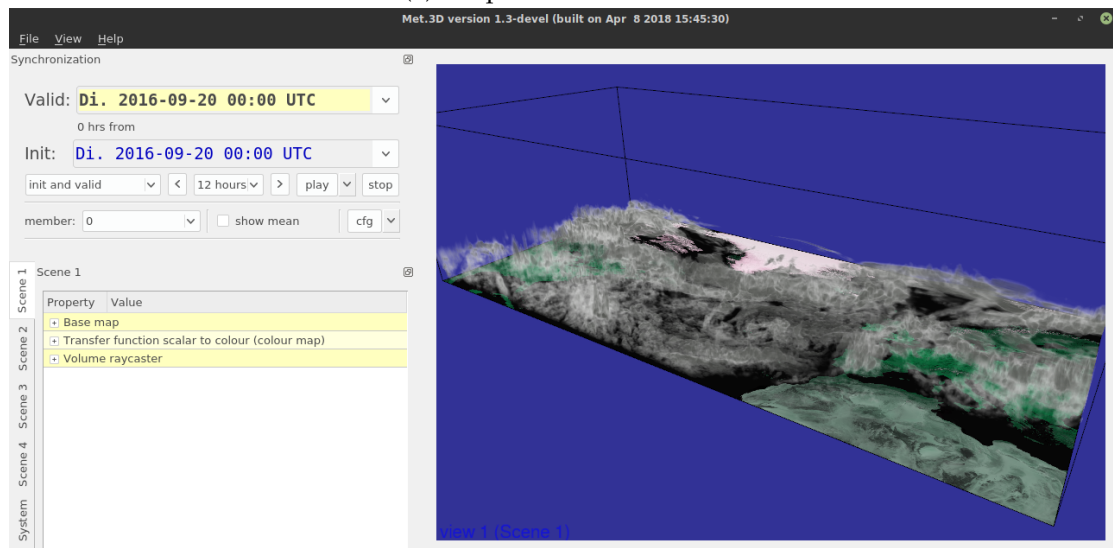 Met.3D version 1.3-devel (built on Apr 8 2018 15:45:30)
File View Help
Synchronization
Valid: Di. 2016-09-20 00:00 UTC
0 hrs from
Init: Di. 2016-09-20 00:00 UTC
init and valid < 12 hours > play stop
member: 0 show mean cfg
Scene 1
Property Value
Base map
Transfer function scalar to colour (colour map)
Volume raycaster
Scene 1
Scene 2
Scene 3
Scene 4
System
view 1 (Scene 1)